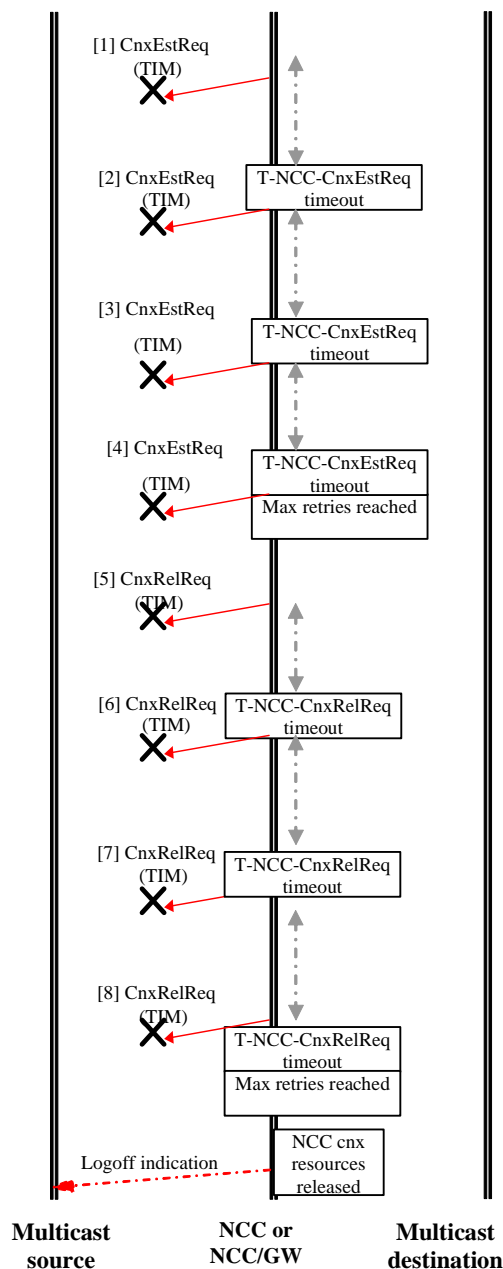 [1] CnxEstReq
(TIM)
T-NCC-CnxEstReq
timeout
[2] CnxEstReq
(TIM)
[3] CnxEstReq
(TIM)
T-NCC-CnxEstReq
timeout
[4] CnxEstReq
(TIM)
T-NCC-CnxEstReq
timeout
Max retries reached
[5] CnxRelReq
(TIM)
[6] CnxRelReq
(TIM)
T-NCC-CnxRelReq
timeout
[7] CnxRelReq
(TIM)
T-NCC-CnxRelReq
timeout
[8] CnxRelReq
(TIM)
T-NCC-CnxRelReq
timeout
Max retries reached
NCC cnx
resources
released
Logoff indication
Multicast
source
NCC or
NCC/GW
Multicast
destination